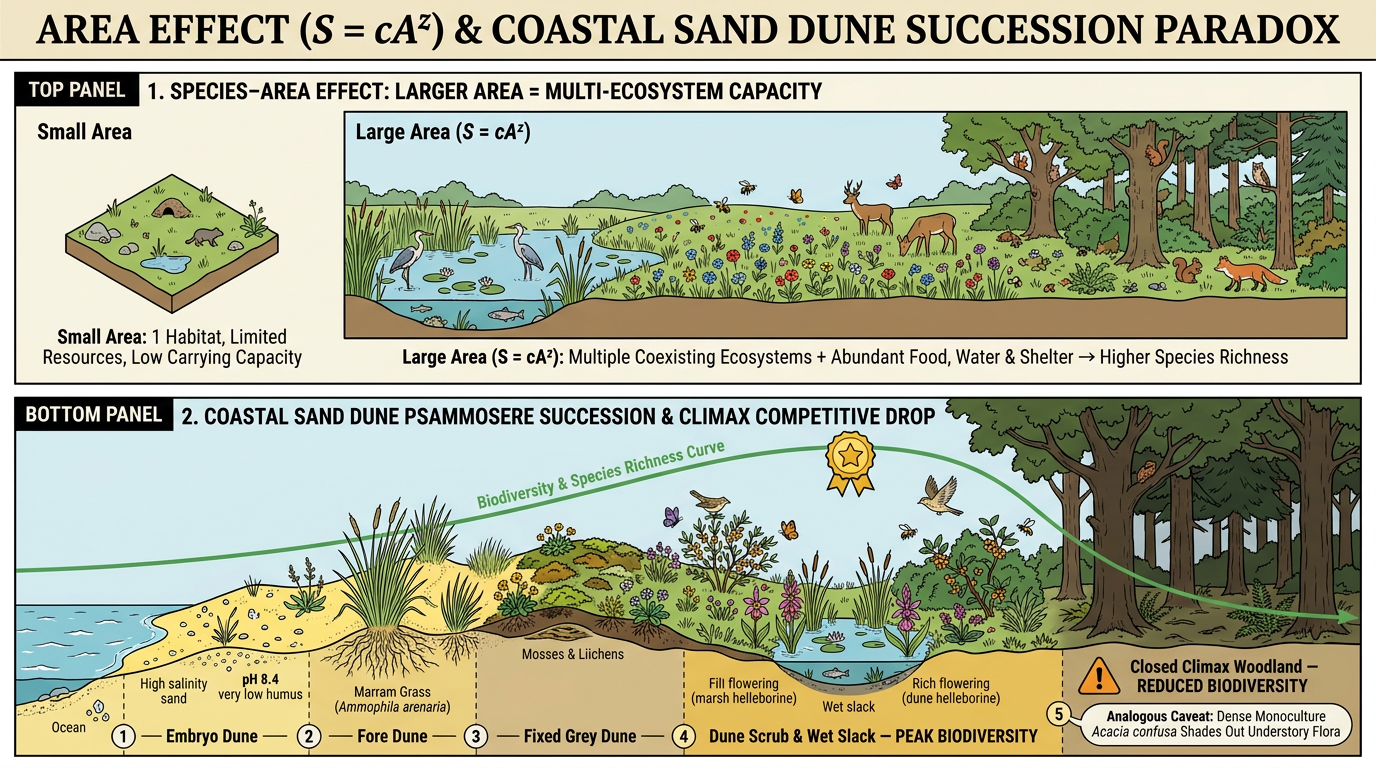 AREA EFFECT (S = cAᶻ) & COASTAL SAND DUNE SUCCESSION PARADOX
TOP PANEL
1. SPECIES–AREA EFFECT: LARGER AREA = MULTI-ECOSYSTEM CAPACITY
Small Area
Large Area (S = cAᶻ)
Small Area: 1 Habitat, Limited
Resources, Low Carrying Capacity
Large Area (S = cAᶻ): Multiple Coexisting Ecosystems + Abundant Food, Water & Shelter → Higher Species Richness
BOTTOM PANEL
2. COASTAL SAND DUNE PSAMMOSERE SUCCESSION & CLIMAX COMPETITIVE DROP
Biodiversity & Species Richness Curve
Mosses & Liichens
High salinity
sand
pH 8.4
very low humus
Marram Grass
(Ammophila arenaria)
Fill flowering
(marsh helleborine)
Wet slack
Rich flowering
(dune helleborine)
Closed Climax Woodland —
REDUCED BIODIVERSITY
Analogous Caveat: Dense Monoculture
Acacia confusa Shades Out Understory Flora
Ocean
1 — Embryo Dune — 2 — Fore Dune — 3 — Fixed Grey Dune — 4 Dune Scrub & Wet Slack — PEAK BIODIVERSITY
5